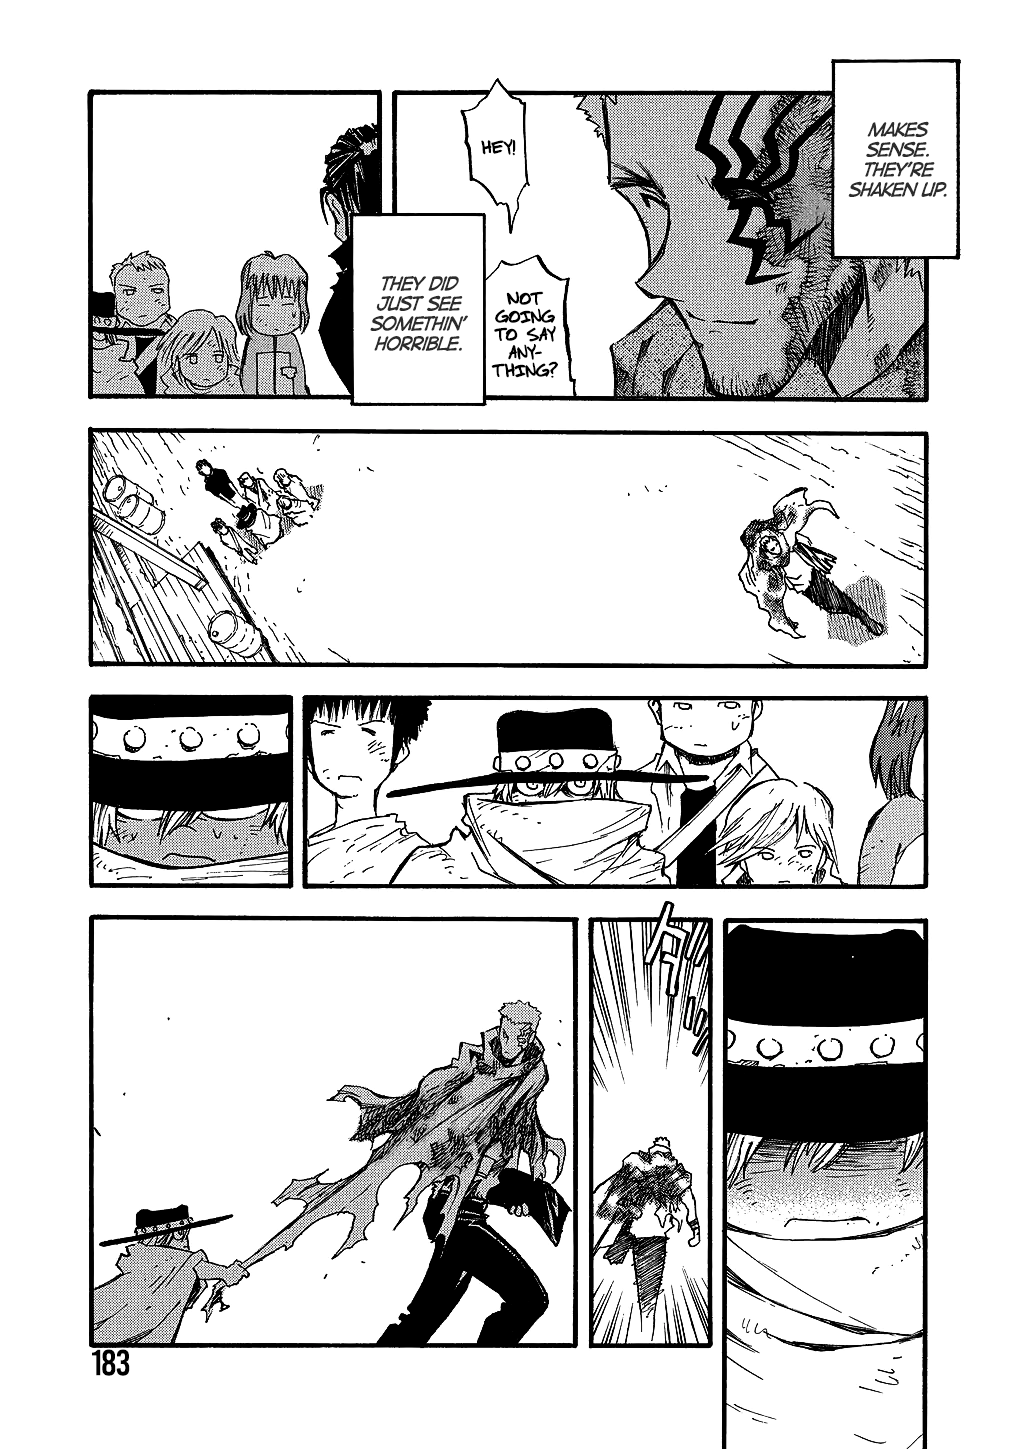 MAKES
SENSE.
THEY'RE
SHAKEN UP.
HEY!
NOT
GOING
TO SAY
ANY-
THING?
THEY DID
JUST SEE
SOMETHIN'
HORRIBLE.
183